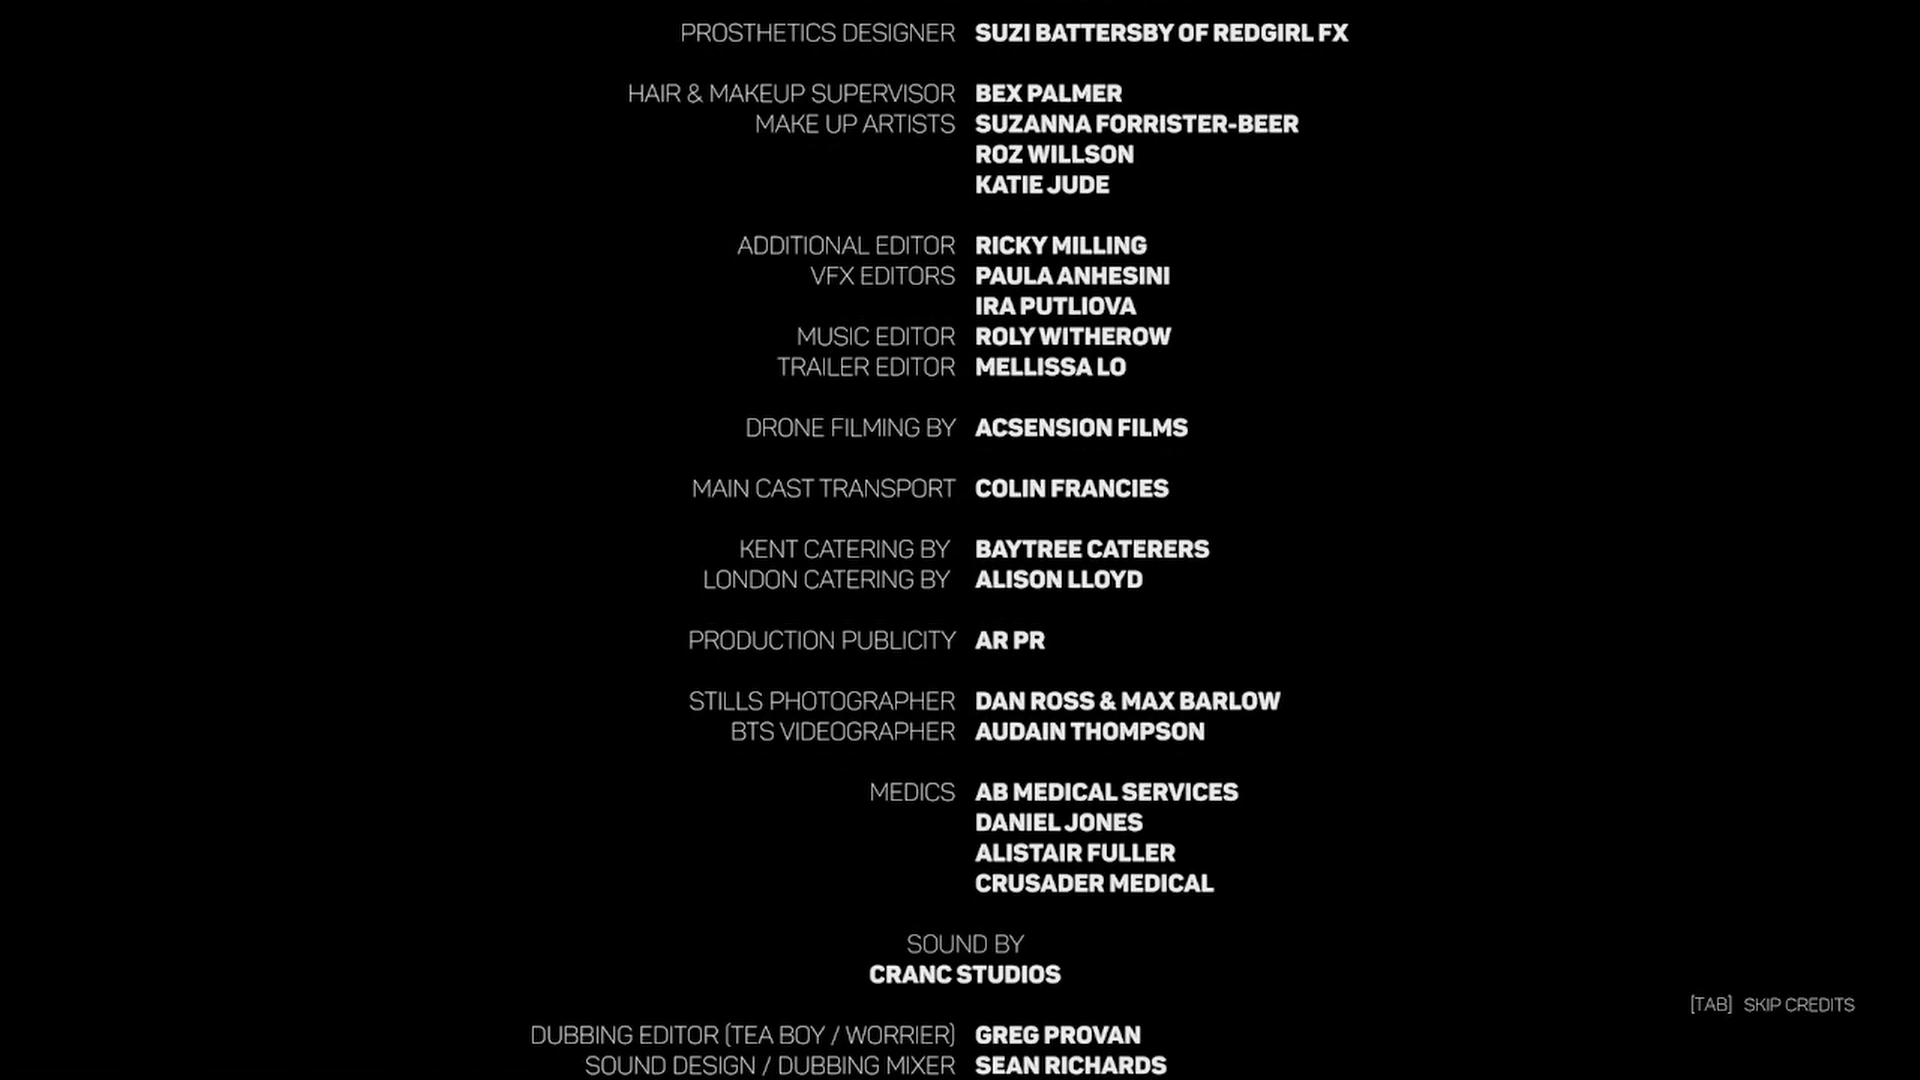 PROSTHETICS DESIGNER SUZI BATTERSBY OF REDGIRL FX
HAIR & MAKEUP SUPERVISOR BEX PALMER
MAKE UP ARTISTS SUZANNA FORRISTER-BEER
ROZ WILLSON
KATIE JUDE
ADDITIONAL EDITOR RICKY MILLING
VFX EDITORS PAULA ANHESINI
IRA PUTLIOVA
MUSIC EDITOR ROLY WITHEROW
TRAILER EDITOR MELLISSA LO
DRONE FILMING BY ACSENSION FILMS
MAIN CAST TRANSPORT COLIN FRANCIES
KENT CATERING BY BAYTREE CATERERS
LONDON CATERING BY ALISON LLOYD
PRODUCTION PUBLICITY AR PR
STILLS PHOTOGRAPHER DAN ROSS & MAX BARLOW
BTS VIDEOGRAPHER AUDAIN THOMPSON
MEDICS AB MEDICAL SERVICES
DANIEL JONES
ALISTAIR FULLER
CRUSADER MEDICAL
SOUND BY
CRANC STUDIOS
[TAB] SKIP CREDITS
DUBBING EDITOR (TEA BOY / WORRIER) GREG PROVAN
SOUND DESIGN / DUBBING MIXER SEAN RICHARDS